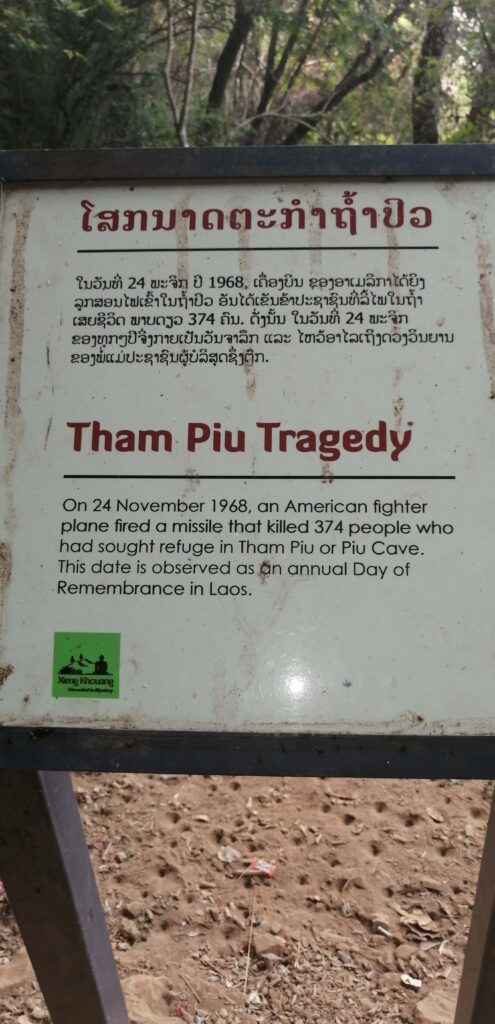 ໂສກນາດຕະກຳຖ້ຳປິວ
ໃນວັນທີ່ 24 ພະຈິກ ປີ 1968, ເຄື່ອງບິນ ຂອງອາເມລິກາໄດ້ຍິງ
ລູກສອນໄຟເຂົ້າໃນຖ້ຳປິວ ອັນໄດ້ເຂັ່ນຂ້າປະຊາຊົນທີ່ລີ້ໄພໃນຖ້ຳ
ເສຍຊີວິດ ພາບດຽວ 374 ຄົນ. ດັ່ງນັ້ນ ໃນວັນທີ່ 24 ພະຈິກ
ຂອງທຸກໆປີຈຶ່ງກາຍເປັນວັນຈາລຶກ ແລະ ໄຫວ້ອາໄລເຖິງດວງວິນຍານ
ຂອງພໍ່ແມ່ປະຊາຊົນຜູ້ບໍລິສຸດຊຶ່ງຕຶກ.
Tham Piu Tragedy
On 24 November 1968, an American fighter
plane fired a missile that killed 374 people who
had sought refuge in Tham Piu or Piu Cave.
This date is observed as an annual Day of
Remembrance in Laos.
Xieng Khouang
Shrouded in Mystery